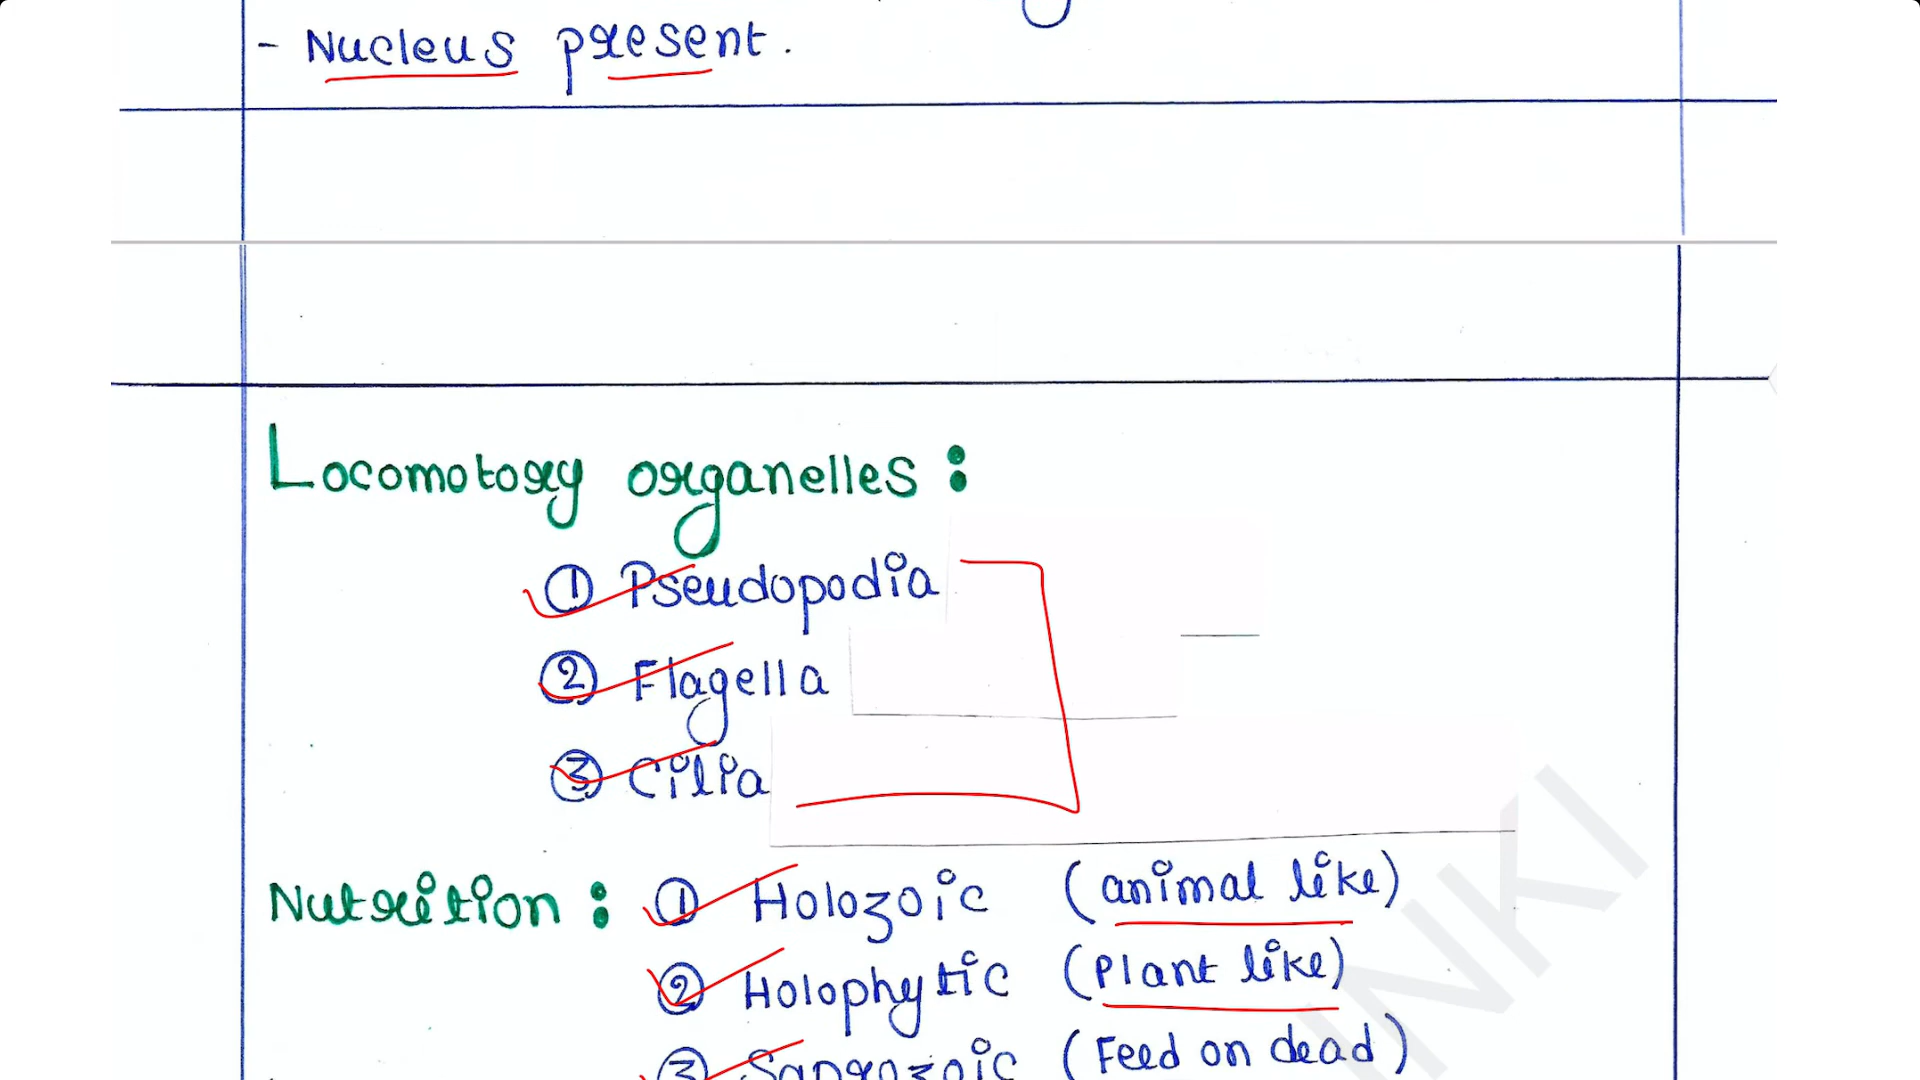 - Nucleus present.
Locomotory organelles :
① Pseudopodia
② Flagella
③ Cilia
Nutrition : ① Holozoic (animal like)
② Holophytic (Plant like)
③ Saprozoic (Feed on dead)
INKI